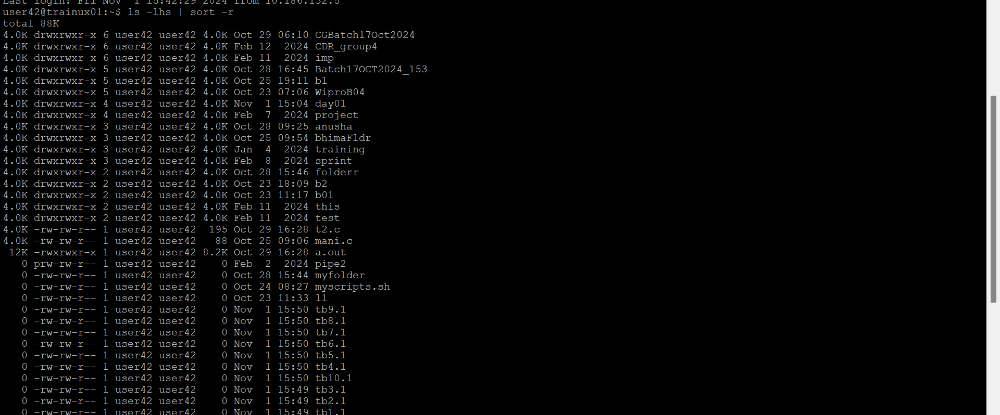 Last login: Fri Nov  1 15:42:29 2024 from 10.186.132.5
user42@trainux01:~$ ls -lhs | sort -r
total 88K
4.0K drwxrwxr-x 6 user42 user42 4.0K Oct 29 06:10 CGBatch17Oct2024
4.0K drwxrwxr-x 6 user42 user42 4.0K Feb 12  2024 CDR_group4
4.0K drwxrwxr-x 6 user42 user42 4.0K Feb 11  2024 imp
4.0K drwxrwxr-x 5 user42 user42 4.0K Oct 28 16:45 Batch17OCT2024_153
4.0K drwxrwxr-x 5 user42 user42 4.0K Oct 25 19:11 b1
4.0K drwxrwxr-x 5 user42 user42 4.0K Oct 23 07:06 WiproB04
4.0K drwxrwxr-x 4 user42 user42 4.0K Nov  1 15:04 day01
4.0K drwxrwxr-x 4 user42 user42 4.0K Feb  7  2024 project
4.0K drwxrwxr-x 3 user42 user42 4.0K Oct 28 09:25 anusha
4.0K drwxrwxr-x 3 user42 user42 4.0K Oct 25 09:54 bhimaFldr
4.0K drwxrwxr-x 3 user42 user42 4.0K Jan  4  2024 training
4.0K drwxrwxr-x 3 user42 user42 4.0K Feb  8  2024 sprint
4.0K drwxrwxr-x 2 user42 user42 4.0K Oct 28 15:46 folderr
4.0K drwxrwxr-x 2 user42 user42 4.0K Oct 23 18:09 b2
4.0K drwxrwxr-x 2 user42 user42 4.0K Oct 23 11:17 b01
4.0K drwxrwxr-x 2 user42 user42 4.0K Feb 11  2024 this
4.0K drwxrwxr-x 2 user42 user42 4.0K Feb 11  2024 test
4.0K -rw-rw-r-- 1 user42 user42  195 Oct 29 16:28 t2.c
4.0K -rw-rw-r-- 1 user42 user42   88 Oct 25 09:06 mani.c
 12K -rwxrwxr-x 1 user42 user42 8.2K Oct 29 16:28 a.out
   0 prw-rw-r-- 1 user42 user42    0 Feb  2  2024 pipe2
   0 -rw-rw-r-- 1 user42 user42    0 Oct 28 15:44 myfolder
   0 -rw-rw-r-- 1 user42 user42    0 Oct 24 08:27 myscripts.sh
   0 -rw-rw-r-- 1 user42 user42    0 Oct 23 11:33 l1
   0 -rw-rw-r-- 1 user42 user42    0 Nov  1 15:50 tb9.1
   0 -rw-rw-r-- 1 user42 user42    0 Nov  1 15:50 tb8.1
   0 -rw-rw-r-- 1 user42 user42    0 Nov  1 15:50 tb7.1
   0 -rw-rw-r-- 1 user42 user42    0 Nov  1 15:50 tb6.1
   0 -rw-rw-r-- 1 user42 user42    0 Nov  1 15:50 tb5.1
   0 -rw-rw-r-- 1 user42 user42    0 Nov  1 15:50 tb4.1
   0 -rw-rw-r-- 1 user42 user42    0 Nov  1 15:50 tb10.1
   0 -rw-rw-r-- 1 user42 user42    0 Nov  1 15:49 tb3.1
   0 -rw-rw-r-- 1 user42 user42    0 Nov  1 15:49 tb2.1
   0 -rw-rw-r-- 1 user42 user42    0 Nov  1 15:49 tb1.1